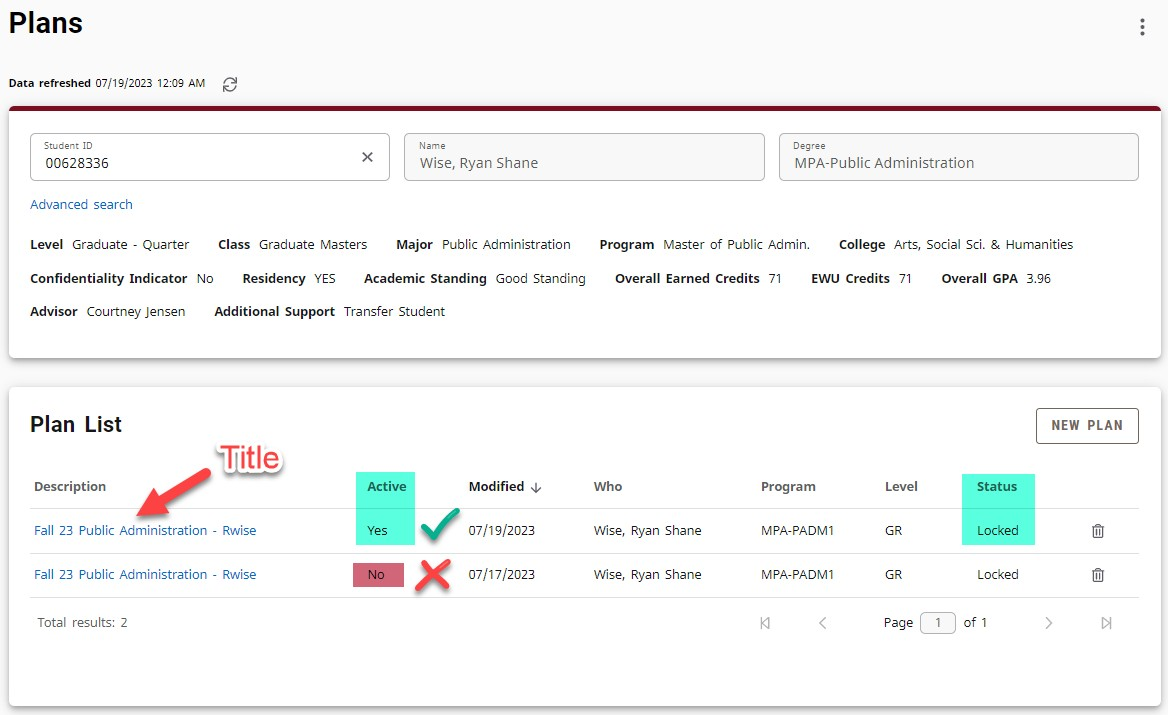 Plans
Data refreshed 07/19/2023 12:09 AM
Student ID
00628336
Name
Wise, Ryan Shane
Degree
MPA-Public Administration
Advanced search
Level Graduate - Quarter Class Graduate Masters Major Public Administration Program Master of Public Admin. College Arts, Social Sci. & Humanities
Confidentiality Indicator No Residency YES Academic Standing Good Standing Overall Earned Credits 71 EWU Credits 71 Overall GPA 3.96
Advisor Courtney Jensen Additional Support Transfer Student
Plan List
NEW PLAN
Title
Description Active Modified Who Program Level Status
Fall 23 Public Administration - Rwise Yes 07/19/2023 Wise, Ryan Shane MPA-PADM1 GR Locked
Fall 23 Public Administration - Rwise No 07/17/2023 Wise, Ryan Shane MPA-PADM1 GR Locked
Total results: 2 Page 1 of 1